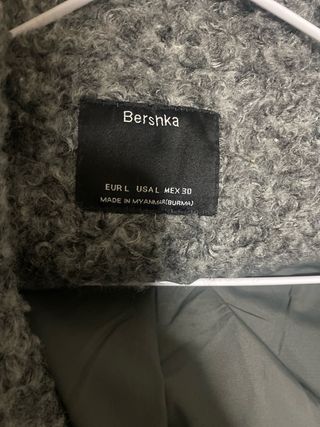 Bershka
EUR L USA L MEX 30
MADE IN MYANMAR(BURMA)